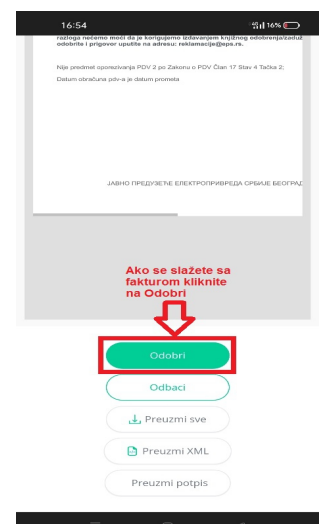 16:54
16%
razloga nećemo moći da je korigujemo izdavanjem knjižnog odobrenja/zaduž
odobrite i prigovor uputite na adresu: reklamacije@eps.rs.
Nije predmet oporezivanja PDV 2 po Zakonu o PDV Član 17 Stav 4 Tačka 2;
Datum obračuna pdv-a je datum prometa
ЈАВНО ПРЕДУЗЕЋЕ ЕЛЕКТРОПРИВРЕДА СРБИЈЕ БЕОГРАД
Ako se slažete sa
fakturom kliknite
na Odobri
Odobri
Odbaci
Preuzmi sve
Preuzmi XML
Preuzmi potpis